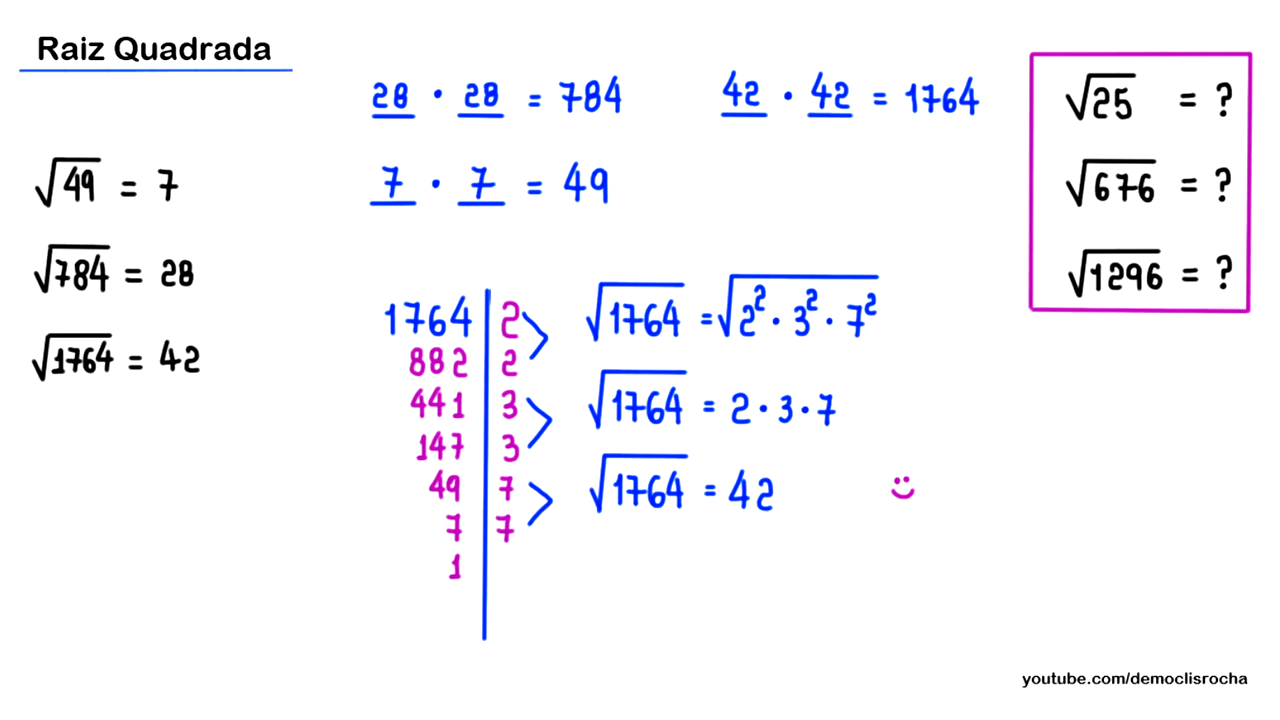 Raiz Quadrada
√49 = 7
√784 = 28
√1764 = 42
28 · 28 = 784
42 · 42 = 1764
7 · 7 = 49
1764 | 2
882 | 2
441 | 3
147 | 3
49 | 7
7 | 7
1
√1764 = √2² · 3² · 7²
√1764 = 2 · 3 · 7
√1764 = 42
√25 = ?
√676 = ?
√1296 = ?
youtube.com/democlisrocha